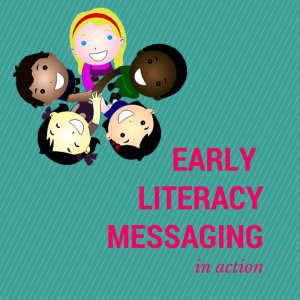 EARLY
LITERACY
MESSAGING
in action